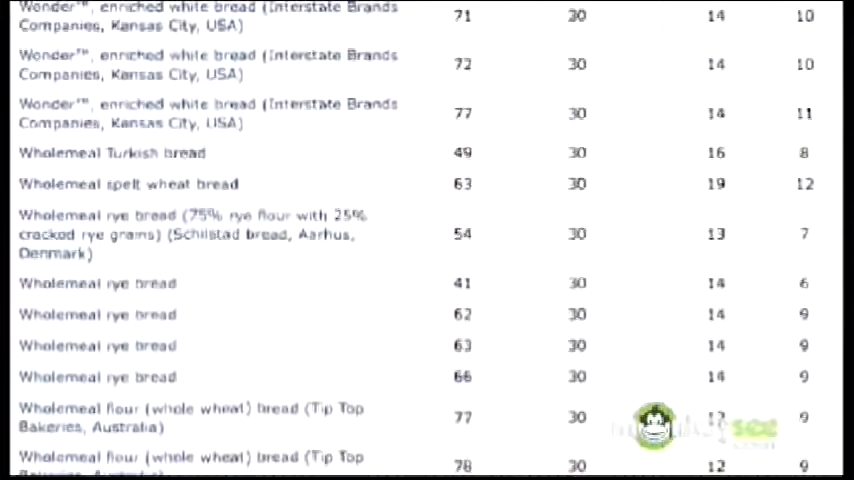 Wonder™, enriched white bread (Interstate Brands 71 30 14 10
Companies, Kansas City, USA)
Wonder™, enriched white bread (Interstate Brands 72 30 14 10
Companies, Kansas City, USA)
Wonder™, enriched white bread (Interstate Brands 77 30 14 11
Companies, Kansas City, USA)
Wholemeal Turkish bread 49 30 16 8
Wholemeal spelt wheat bread 63 30 19 12
Wholemeal rye bread (75% rye flour with 25%
cracked rye grains) (Schilstad bread, Aarhus, 54 30 13 7
Denmark)
Wholemeal rye bread 41 30 14 6
Wholemeal rye bread 62 30 14 9
Wholemeal rye bread 63 30 14 9
Wholemeal rye bread 66 30 14 9
Wholemeal flour (whole wheat) bread (Tip Top 77 30 12 9
Bakeries, Australia)
Wholemeal flour (whole wheat) bread (Tip Top 78 30 12 9